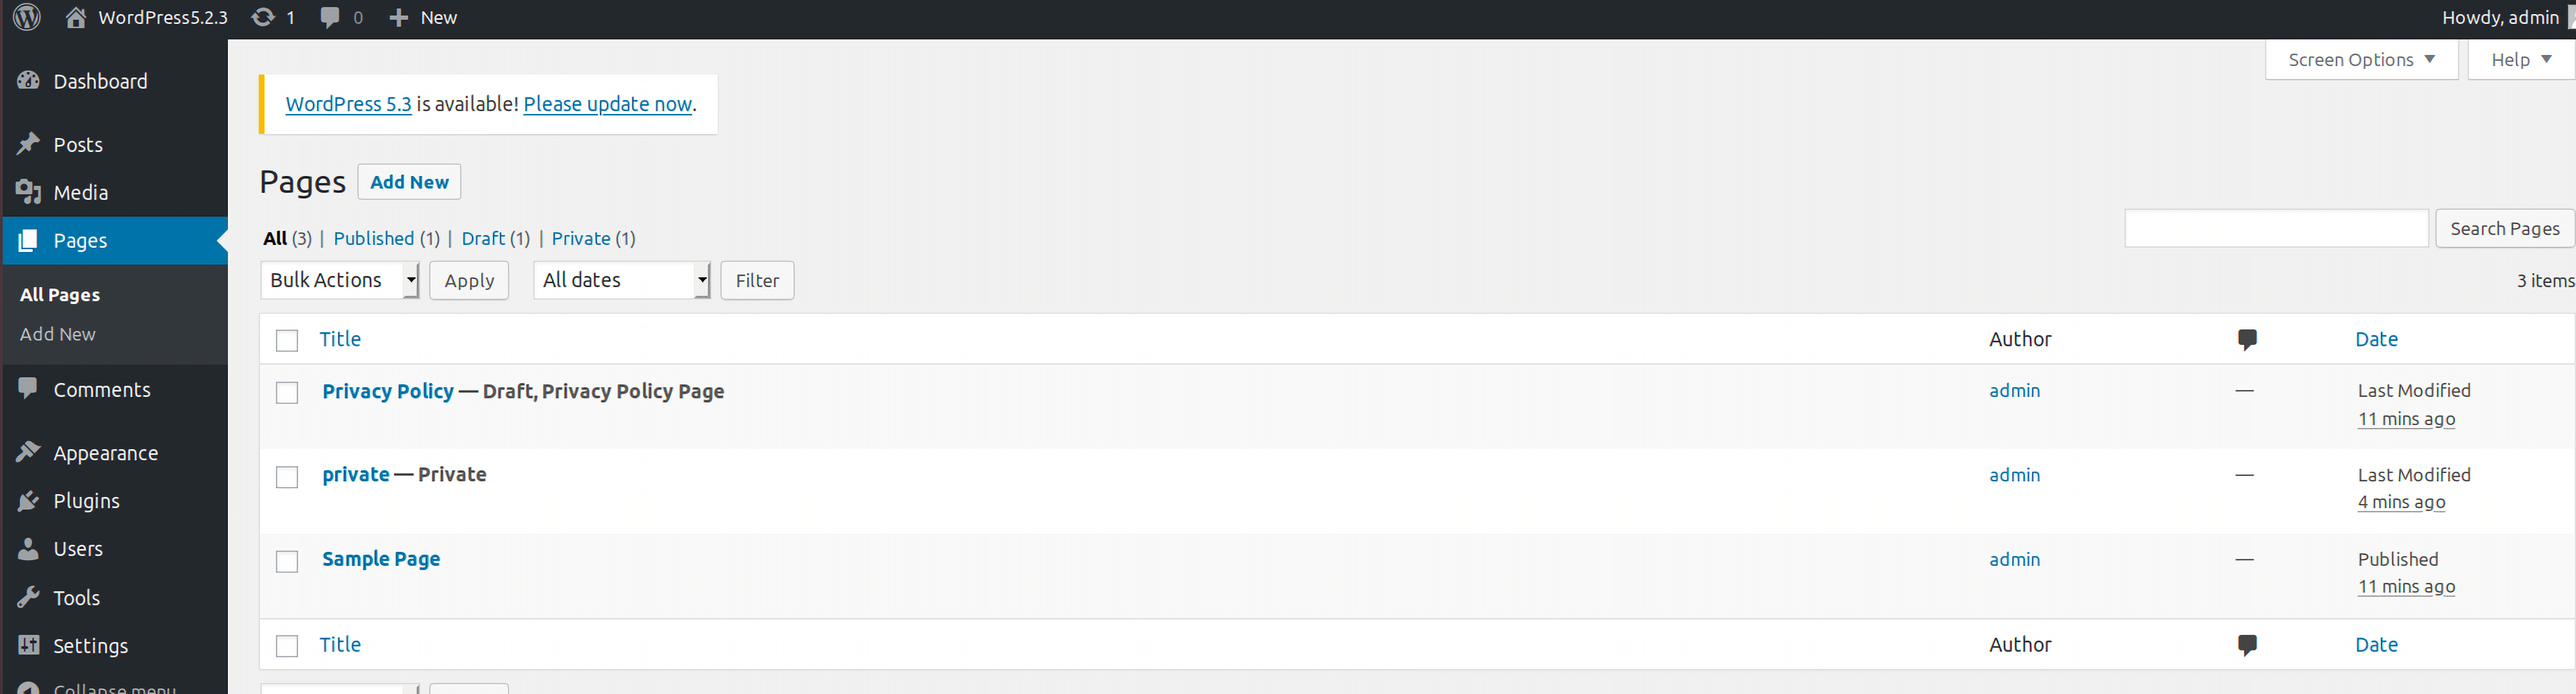 WordPress5.2.3 1 0 New Howdy, admin
Screen Options Help
Dashboard
WordPress 5.3 is available! Please update now.
Posts
Media
Pages
Pages Add New
All (3) | Published (1) | Draft (1) | Private (1)
Search Pages
Bulk Actions Apply All dates Filter 3 items
All Pages
Add New
Comments
Appearance
Plugins
Users
Tools
Settings
Collapse menu
Title Author Date
Privacy Policy — Draft, Privacy Policy Page admin — Last Modified
11 mins ago
private — Private admin — Last Modified
4 mins ago
Sample Page admin — Published
11 mins ago
Title Author Date